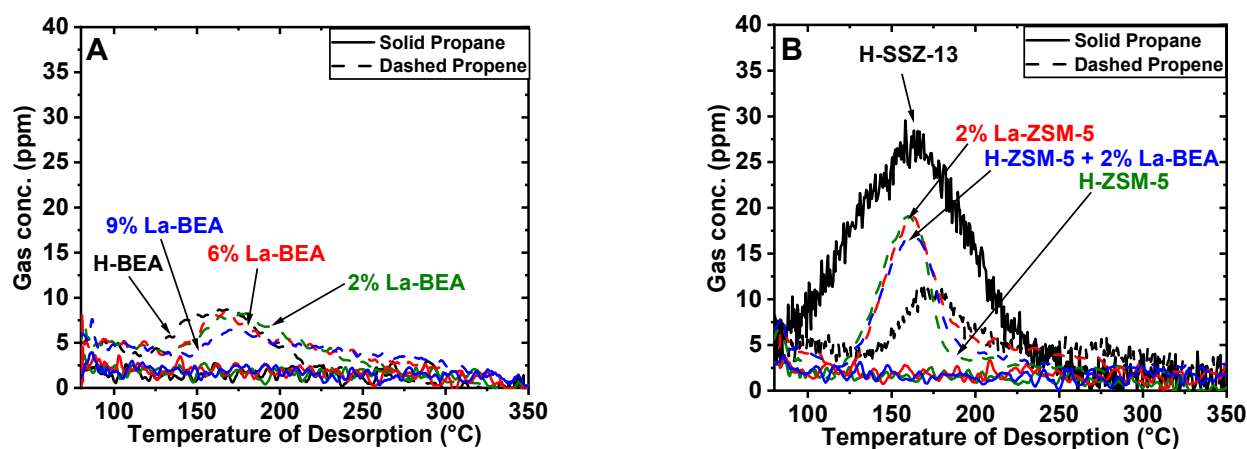 A
Solid Propane
Dashed Propene
40
35
30
25
20
15
10
5
0
Gas conc. (ppm)
9% La-BEA
H-BEA
6% La-BEA
2% La-BEA
100 150 200 250 300 350
Temperature of Desorption (°C)
B
Solid Propane
Dashed Propene
40
35
30
25
20
15
10
5
0
Gas conc. (ppm)
H-SSZ-13
2% La-ZSM-5
H-ZSM-5 + 2% La-BEA
H-ZSM-5
100 150 200 250 300 350
Temperature of Desorption (°C)